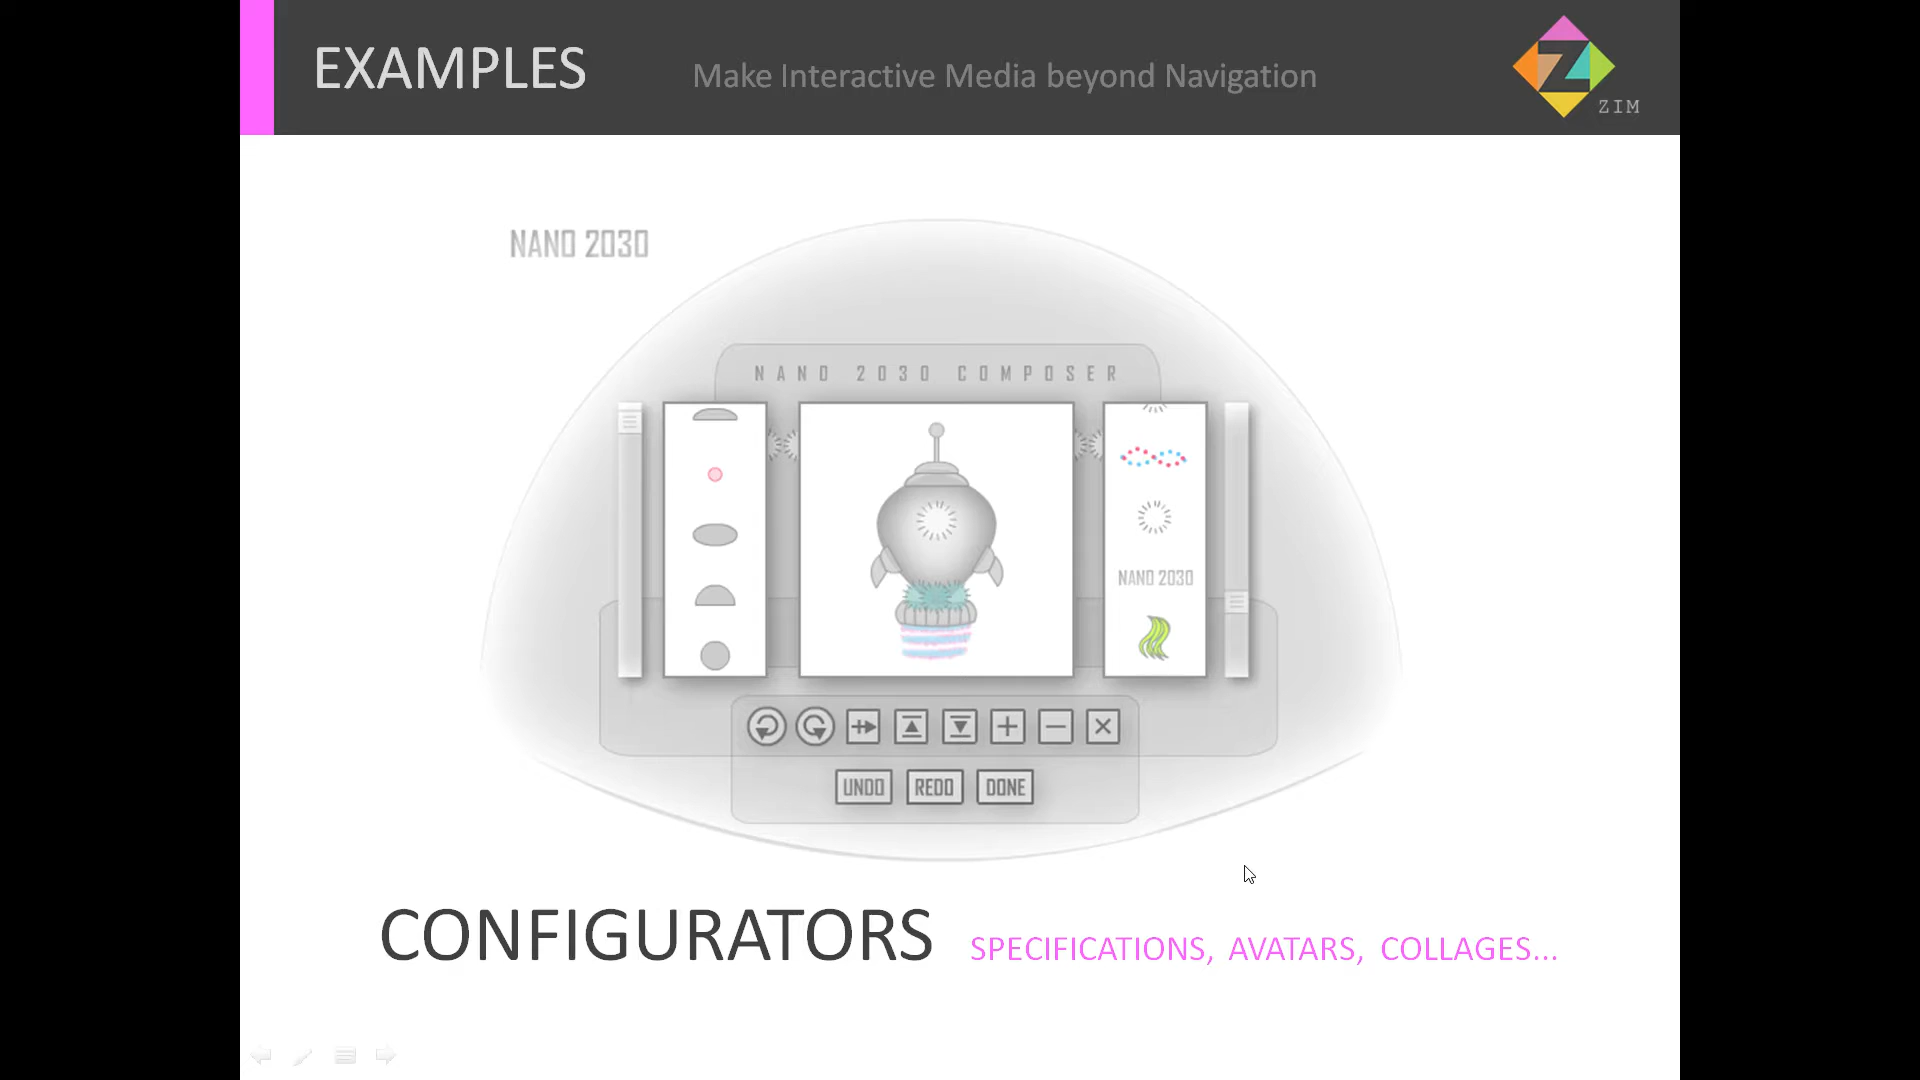 EXAMPLES
Make Interactive Media beyond Navigation
ZIM
NANO 2030
NANO 2030 COMPOSER
NANO 2030
UNDO REDO DONE
CONFIGURATORS
SPECIFICATIONS, AVATARS, COLLAGES...